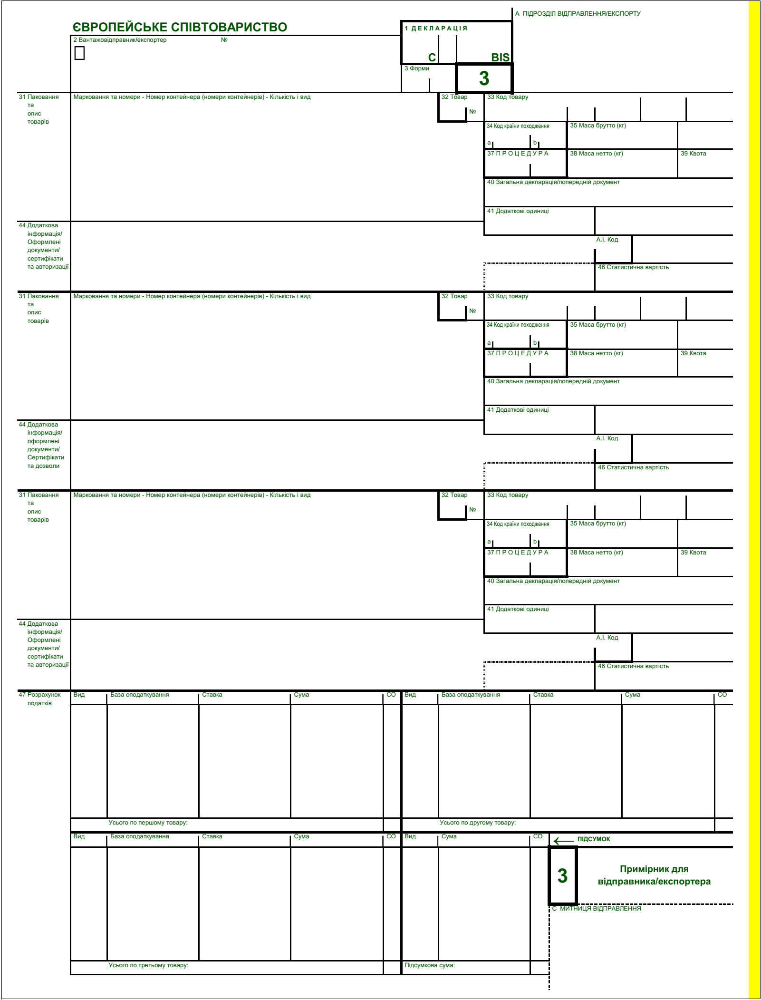 А ПІДРОЗДІЛ ВІДПРАВЛЕННЯ/ЕКСПОРТУ
ЄВРОПЕЙСЬКЕ СПІВТОВАРИСТВО
1 Д Е К Л А Р А Ц І Я
2 Вантажовідправник/експортер №
С BIS
3 Форми
3
31 Паковання
та
опис
товарів
Марковання та номери - Номер контейнера (номери контейнерів) - Кількість і вид
32 Товар
№
33 Код товару
34 Код країни походження
35 Маса брутто (кг)
a b
37 П Р О Ц Е Д У Р А
38 Маса нетто (кг)
39 Квота
40 Загальна декларація/попередній документ
41 Додаткові одиниці
44 Додаткова
інформація/
Оформлені
документи/
сертифікати
та авторизації
А.І. Код
46 Статистична вартість
31 Паковання
та
опис
товарів
Марковання та номери - Номер контейнера (номери контейнерів) - Кількість і вид
32 Товар
№
33 Код товару
34 Код країни походження
35 Маса брутто (кг)
a b
37 П Р О Ц Е Д У Р А
38 Маса нетто (кг)
39 Квота
40 Загальна декларація/попередній документ
41 Додаткові одиниці
44 Додаткова
інформація/
оформлені
документи/
Сертифікати
та дозволи
А.І. Код
46 Статистична вартість
31 Паковання
та
опис
товарів
Марковання та номери - Номер контейнера (номери контейнерів) - Кількість і вид
32 Товар
№
33 Код товару
34 Код країни походження
35 Маса брутто (кг)
a b
37 П Р О Ц Е Д У Р А
38 Маса нетто (кг)
39 Квота
40 Загальна декларація/попередній документ
41 Додаткові одиниці
44 Додаткова
інформація/
Оформлені
документи/
сертифікати
та авторизації
А.І. Код
46 Статистична вартість
47 Розрахунок
податків
Вид База оподаткування Ставка Сума СО Вид База оподаткування Ставка Сума СО
Усього по першому товару: Усього по другому товару:
Вид База оподаткування Ставка Сума СО Вид Сума СО
← ПІДСУМОК
3
Примірник для
відправника/експортера
С МИТНИЦЯ ВІДПРАВЛЕННЯ
Усього по третьому товару: Підсумкова сума: